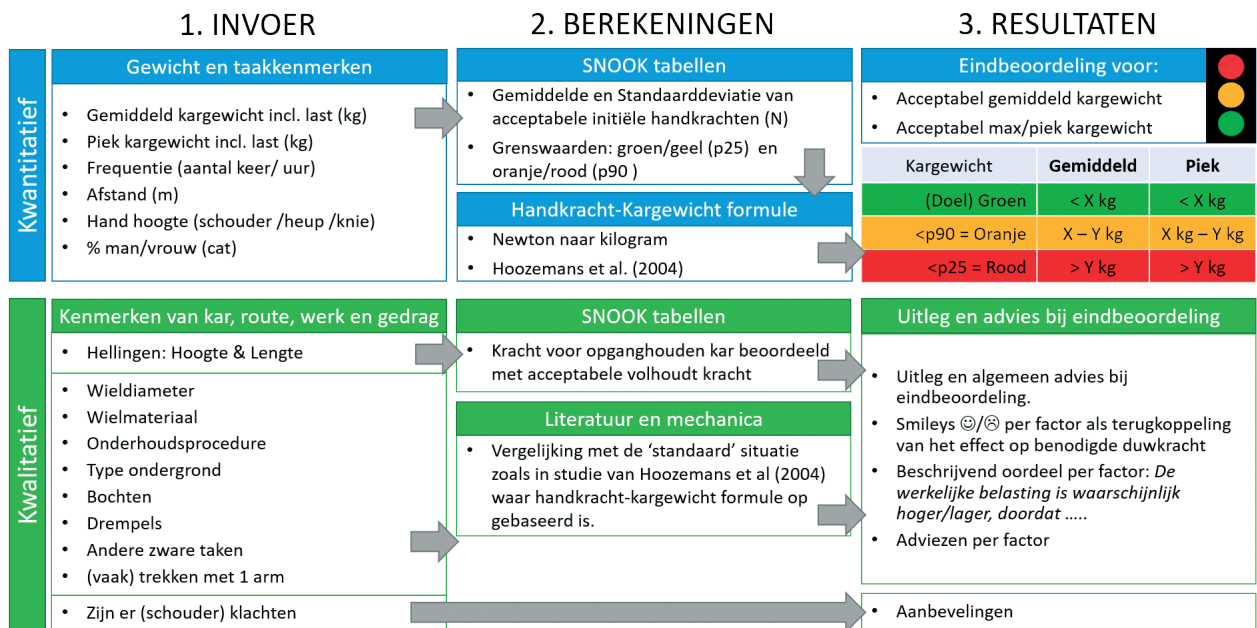 1. INVOER
2. BEREKENINGEN
3. RESULTATEN
Kwantitatief
Gewicht en taakkenmerken
• Gemiddeld kargewicht incl. last (kg)
• Piek kargewicht incl. last (kg)
• Frequentie (aantal keer/ uur)
• Afstand (m)
• Hand hoogte (schouder /heup /knie)
• % man/vrouw (cat)
SNOOK tabellen
• Gemiddelde en Standaarddeviatie van
acceptabele initiële handkrachten (N)
• Grenswaarden: groen/geel (p25) en
oranje/rood (p90 )
Handkracht-Kargewicht formule
• Newton naar kilogram
• Hoozemans et al. (2004)
Eindbeoordeling voor:
• Acceptabel gemiddeld kargewicht
• Acceptabel max/piek kargewicht
Kargewicht Gemiddeld Piek
(Doel) Groen < X kg < X kg
<p90 = Oranje X – Y kg X kg – Y kg
<p25 = Rood > Y kg > Y kg
Kwalitatief
Kenmerken van kar, route, werk en gedrag
• Hellingen: Hoogte & Lengte
• Wieldiameter
• Wielmateriaal
• Onderhoudsprocedure
• Type ondergrond
• Bochten
• Drempels
• Andere zware taken
• (vaak) trekken met 1 arm
• Zijn er (schouder) klachten
SNOOK tabellen
• Kracht voor opganghouden kar beoordeeld
met acceptabele volhoudt kracht
Literatuur en mechanica
• Vergelijking met de ‘standaard’ situatie
zoals in studie van Hoozemans et al (2004)
waar handkracht-kargewicht formule op
gebaseerd is.
Uitleg en advies bij eindbeoordeling
• Uitleg en algemeen advies bij
eindbeoordeling.
• Smileys ☺/☹ per factor als terugkoppeling
van het effect op benodigde duwkracht
• Beschrijvend oordeel per factor: De
werkelijke belasting is waarschijnlijk
hoger/lager, doordat …..
• Adviezen per factor
• Aanbevelingen